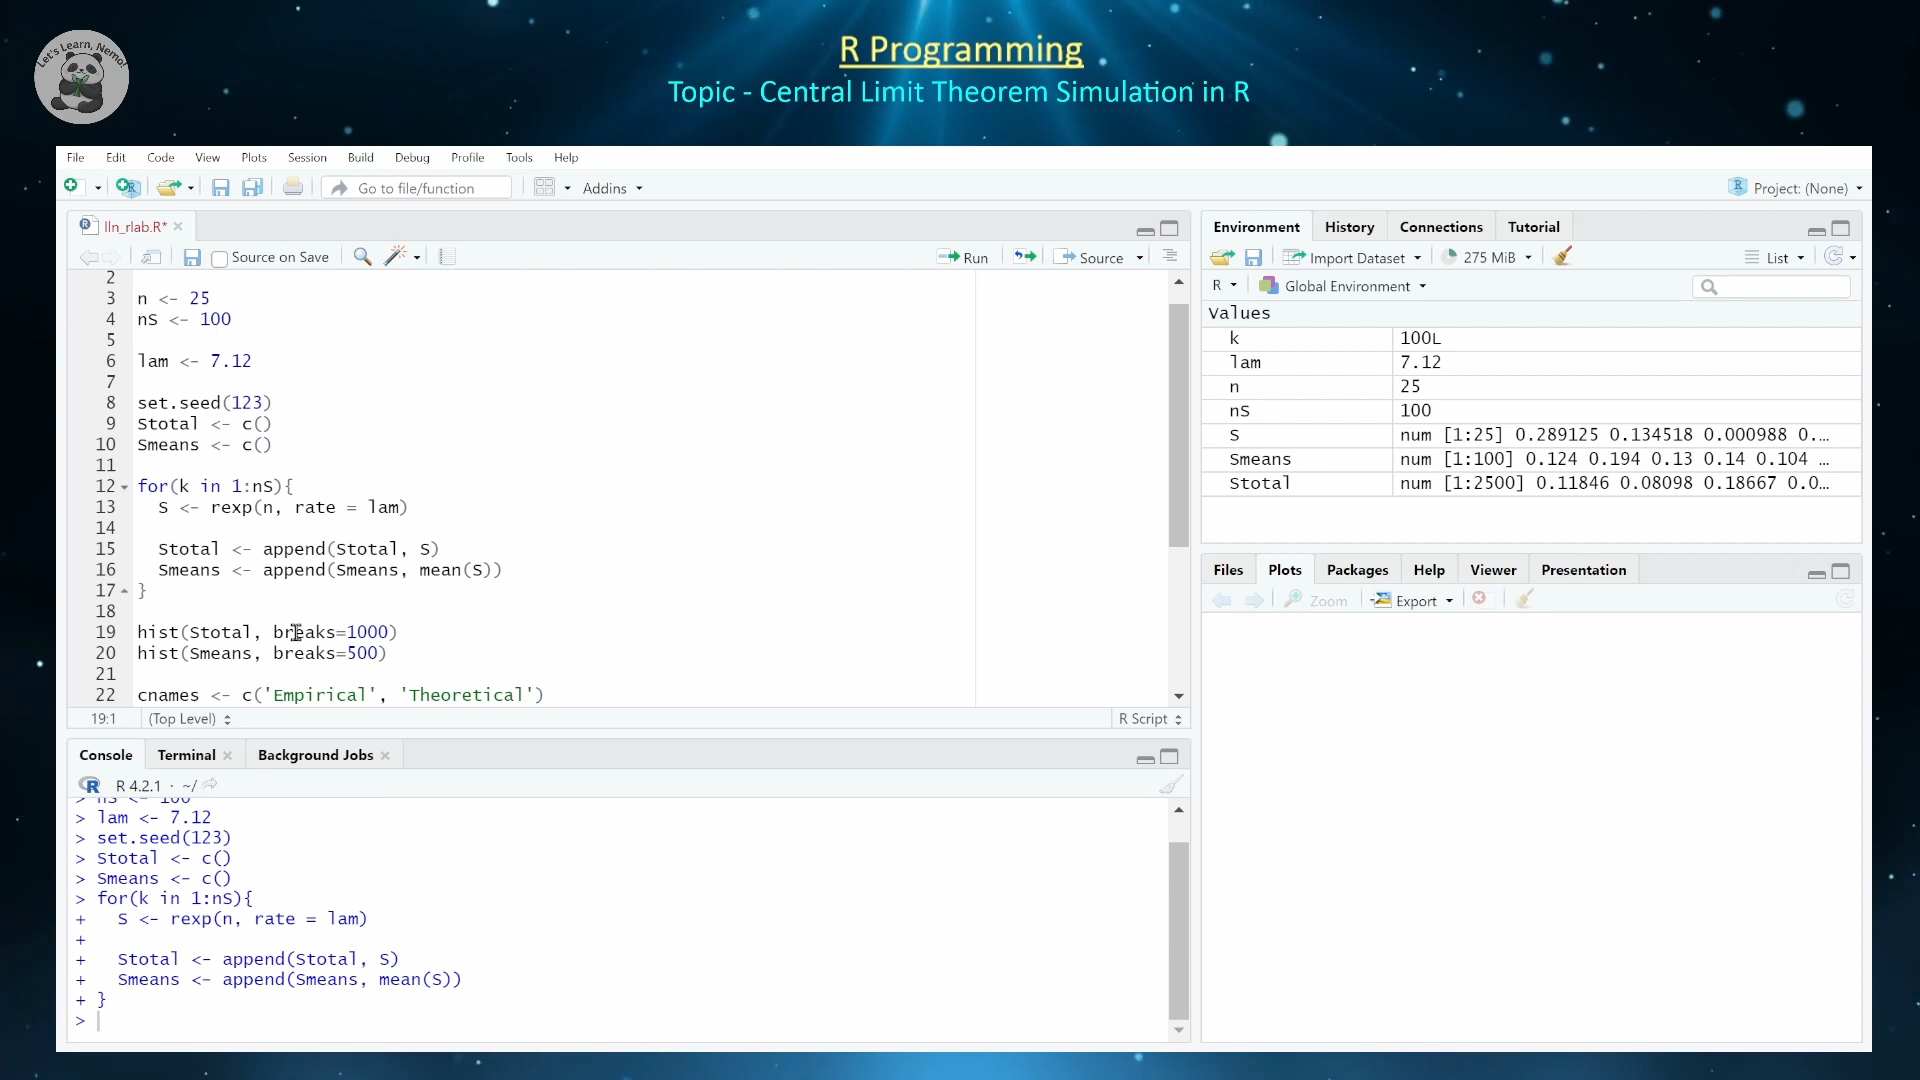 Let's Learn, Nemo!
R Programming
Topic - Central Limit Theorem Simulation in R
File Edit Code View Plots Session Build Debug Profile Tools Help
Go to file/function Addins Project: (None)
lln_rlab.R*
Source on Save Run Source
2
3 n <- 25
4 nS <- 100
5
6 lam <- 7.12
7
8 set.seed(123)
9 Stotal <- c()
10 Smeans <- c()
11
12 for(k in 1:nS){
13 S <- rexp(n, rate = lam)
14
15 Stotal <- append(Stotal, S)
16 Smeans <- append(Smeans, mean(S))
17 }
18
19 hist(Stotal, breaks=1000)
20 hist(Smeans, breaks=500)
21
22 cnames <- c('Empirical', 'Theoretical')
19:1 (Top Level) R Script
Console Terminal Background Jobs
R 4.2.1 · ~/
> nS <- 100
> lam <- 7.12
> set.seed(123)
> Stotal <- c()
> Smeans <- c()
> for(k in 1:nS){
+ S <- rexp(n, rate = lam)
+
+ Stotal <- append(Stotal, S)
+ Smeans <- append(Smeans, mean(S))
+ }
>
Environment History Connections Tutorial
Import Dataset 275 MiB List
R Global Environment
Values
k 100L
lam 7.12
n 25
nS 100
S num [1:25] 0.289125 0.134518 0.000988 0.…
Smeans num [1:100] 0.124 0.194 0.13 0.14 0.104 …
Stotal num [1:2500] 0.11846 0.08098 0.18667 0.0…
Files Plots Packages Help Viewer Presentation
Zoom Export